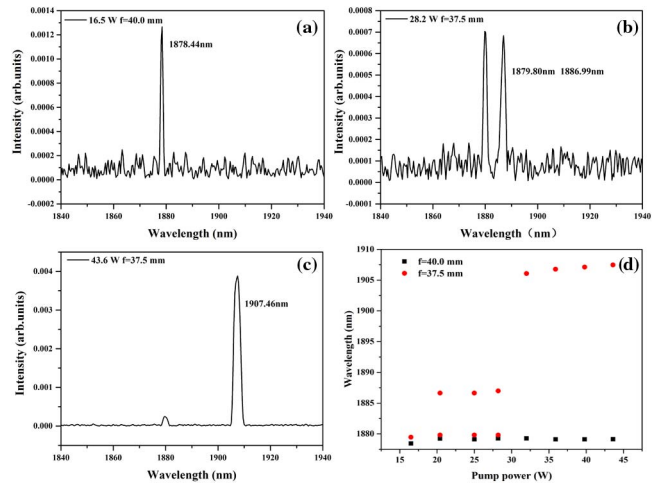 16.5 W f=40.0 mm
(a)
1878.44nm
Intensity (arb.units)
0.0014
0.0012
0.0010
0.0008
0.0006
0.0004
0.0002
0.0000
-0.0002
1840 1860 1880 1900 1920 1940
Wavelength (nm)
28.2 W f=37.5 mm
(b)
1879.80nm 1886.99nm
Intensity (arb.units)
0.0008
0.0007
0.0006
0.0005
0.0004
0.0003
0.0002
0.0001
0.0000
-0.0001
1840 1860 1880 1900 1920 1940
Wavelength（nm）
43.6 W f=37.5 mm
(c)
1907.46nm
Intensity (arb.units)
0.004
0.003
0.002
0.001
0.000
1840 1860 1880 1900 1920 1940
Wavelength (nm)
f=40.0 mm
f=37.5 mm
(d)
Wavelength (nm)
1910
1905
1900
1895
1890
1885
1880
15 20 25 30 35 40 45
Pump power (W)